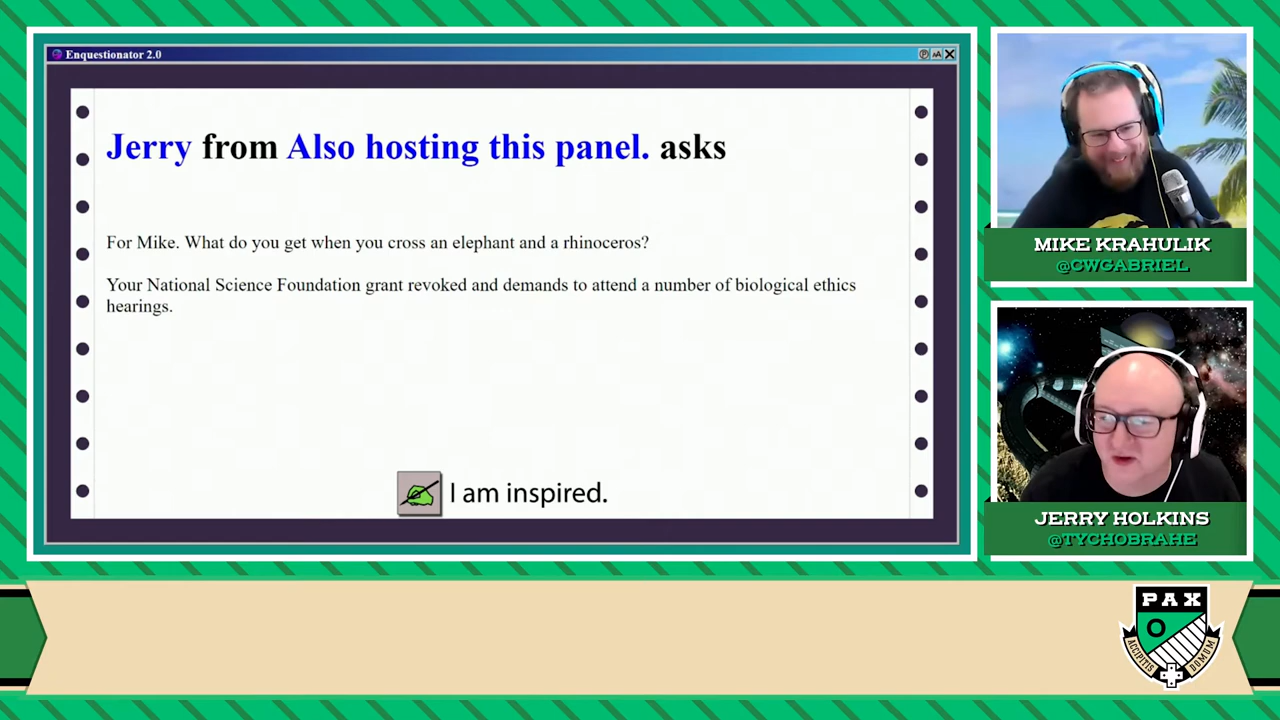 Enquestionator 2.0
Jerry from Also hosting this panel. asks
For Mike. What do you get when you cross an elephant and a rhinoceros?
Your National Science Foundation grant revoked and demands to attend a number of biological ethics
hearings.
I am inspired.
MIKE KRAHULIK
@CWGABRIEL
JERRY HOLKINS
@TYCHOBRAHE
PAX
O
ACCIPITIS
DOMUM